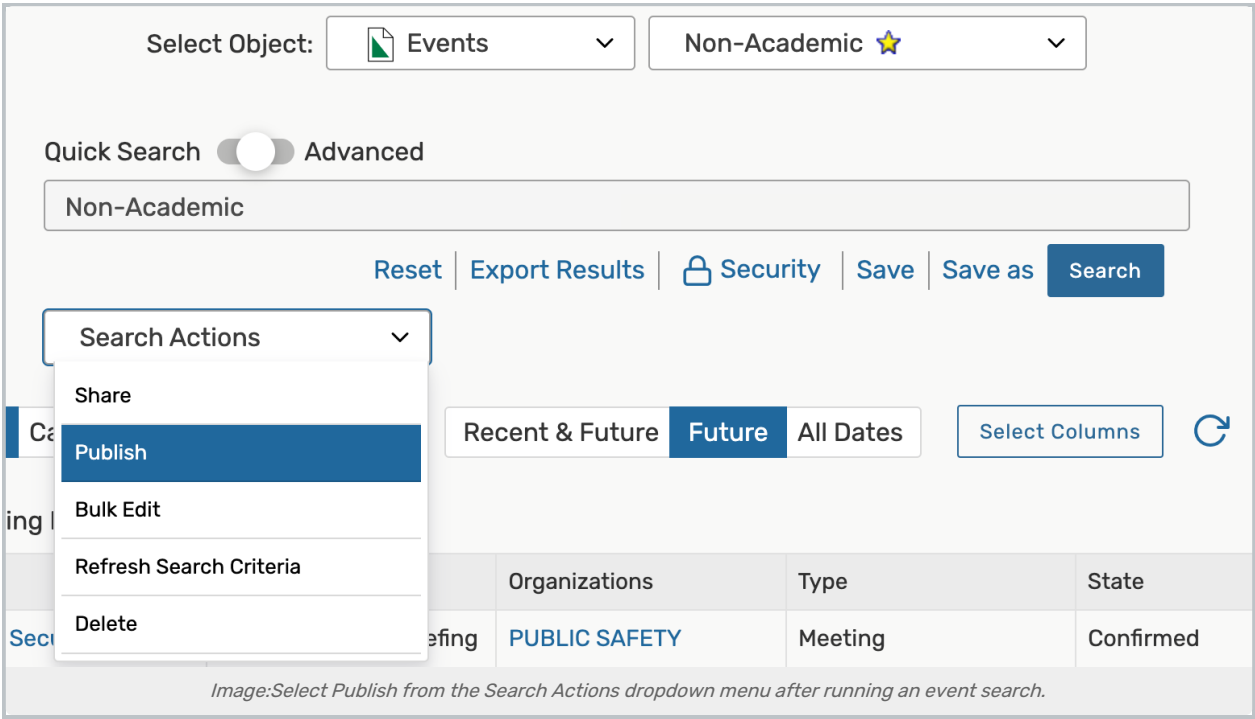 Select Object: Events Non-Academic
Quick Search Advanced
Non-Academic
Reset Export Results Security Save Save as Search
Search Actions
Share
Recent & Future Future All Dates Select Columns
Publish
Bulk Edit
Refresh Search Criteria
Delete
Organizations Type State
PUBLIC SAFETY Meeting Confirmed
Image:Select Publish from the Search Actions dropdown menu after running an event search.